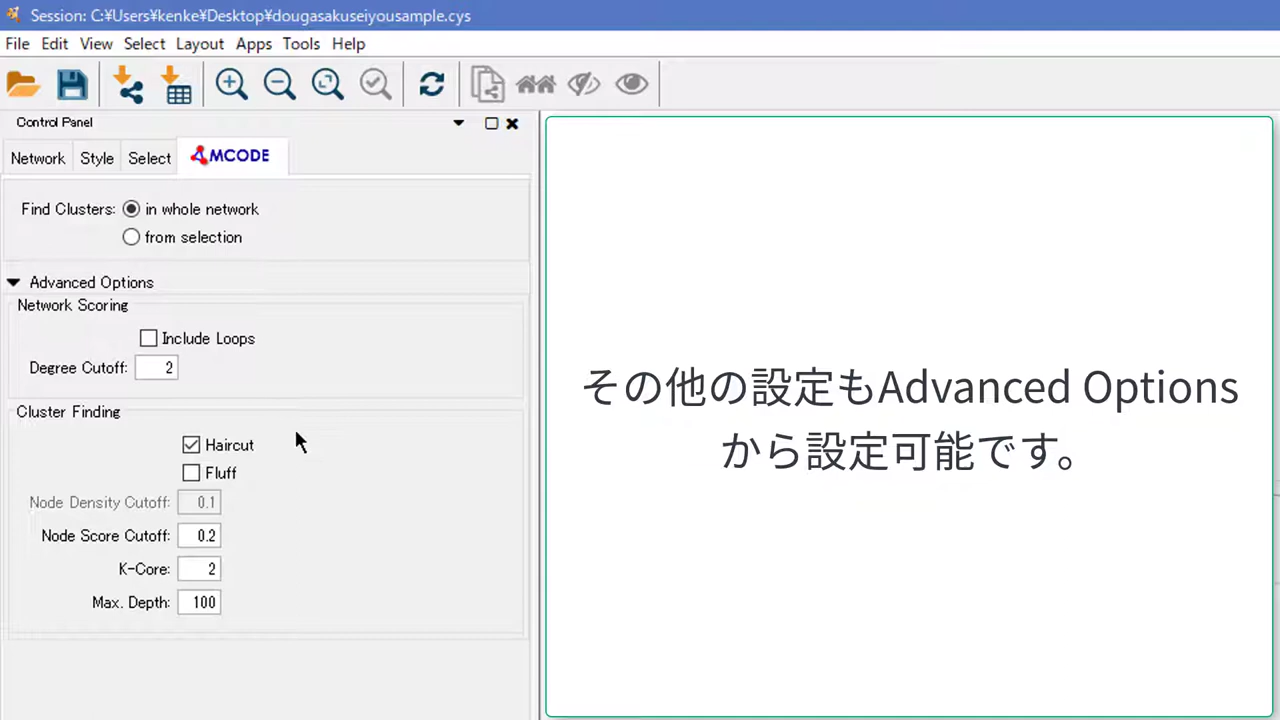 Session: C:¥Users¥kenke¥Desktop¥dougasakuseiyousample.cys
File Edit View Select Layout Apps Tools Help
Control Panel
Network Style Select MCODE
Find Clusters: in whole network
from selection
Advanced Options
Network Scoring
Include Loops
Degree Cutoff: 2
Cluster Finding
Haircut
Fluff
Node Density Cutoff: 0.1
Node Score Cutoff: 0.2
K-Core: 2
Max. Depth: 100
その他の設定もAdvanced Options
から設定可能です。